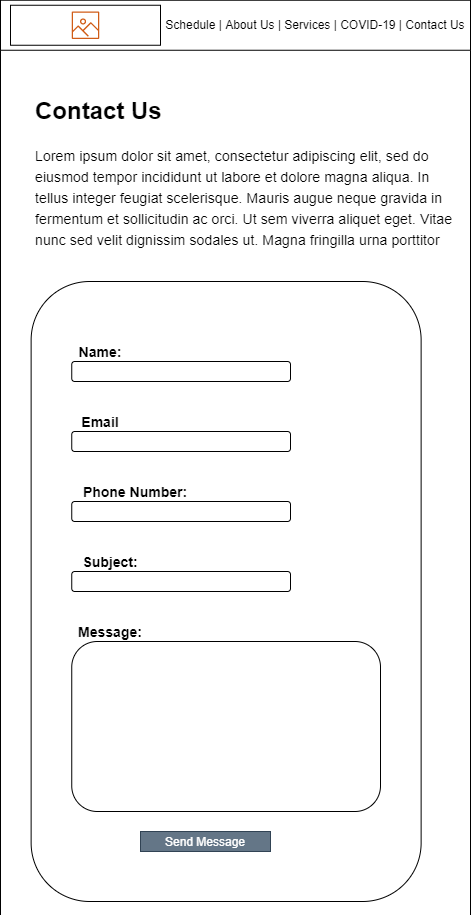 Schedule | About Us | Services | COVID-19 | Contact Us
Contact Us
Lorem ipsum dolor sit amet, consectetur adipiscing elit, sed do
eiusmod tempor incididunt ut labore et dolore magna aliqua. In
tellus integer feugiat scelerisque. Mauris augue neque gravida in
fermentum et sollicitudin ac orci. Ut sem viverra aliquet eget. Vitae
nunc sed velit dignissim sodales ut. Magna fringilla urna porttitor
Name:
Email
Phone Number:
Subject:
Message:
Send Message